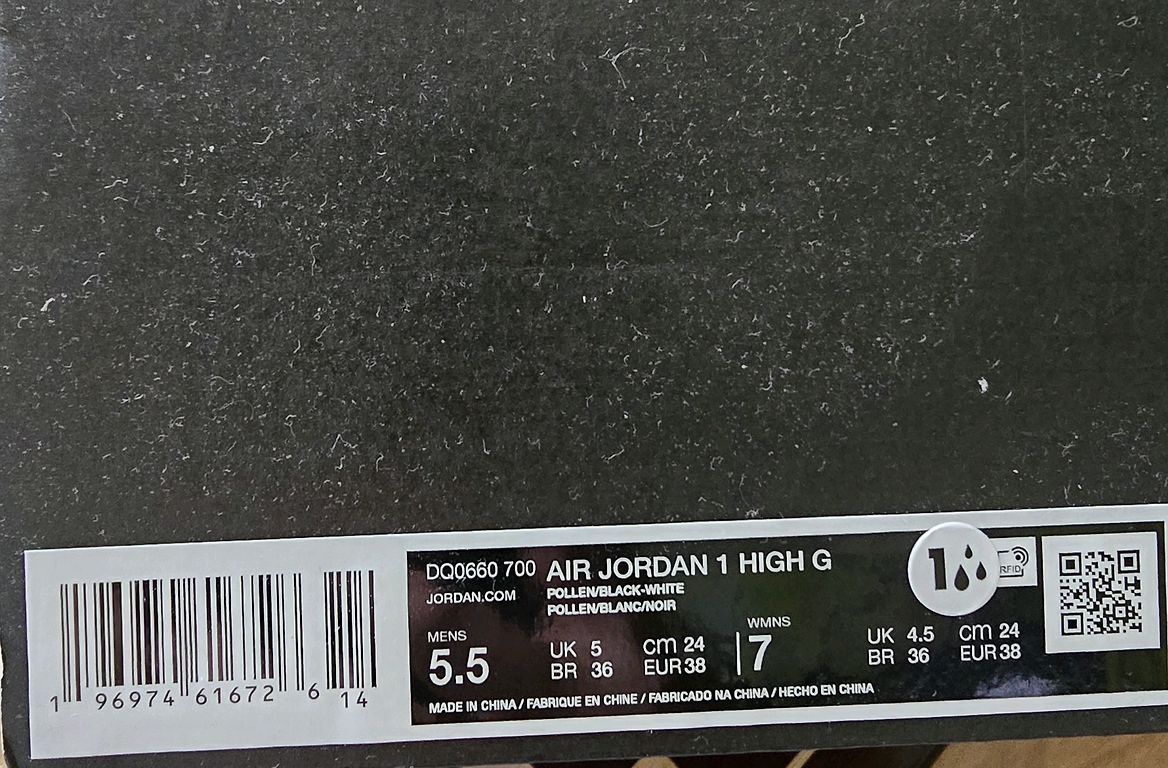 1 96974 61672 6 14
DQ0660 700 AIR JORDAN 1 HIGH G
JORDAN.COM
POLLEN/BLACK-WHITE
POLLEN/BLANC/NOIR
MENS
5.5
UK 5 cm 24
BR 36 EUR 38
WMNS
7
UK 4.5 cm 24
BR 36 EUR 38
MADE IN CHINA / FABRIQUE EN CHINE / FABRICADO NA CHINA / HECHO EN CHINA
10
RFID